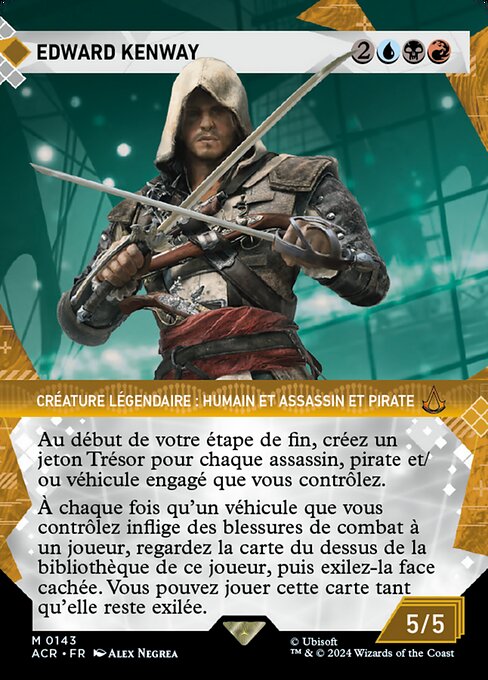 EDWARD KENWAY
2
CRÉATURE LÉGENDAIRE : HUMAIN ET ASSASSIN ET PIRATE
Au début de votre étape de fin, créez un
jeton Trésor pour chaque assassin, pirate et/
ou véhicule engagé que vous contrôlez.
À chaque fois qu'un véhicule que vous
contrôlez inflige des blessures de combat à
un joueur, regardez la carte du dessus de la
bibliothèque de ce joueur, puis exilez-la face
cachée. Vous pouvez jouer cette carte tant
qu'elle reste exilée.
5/5
M 0143
ACR • FR ALEX NEGREA
© Ubisoft
™ & © 2024 Wizards of the Coast